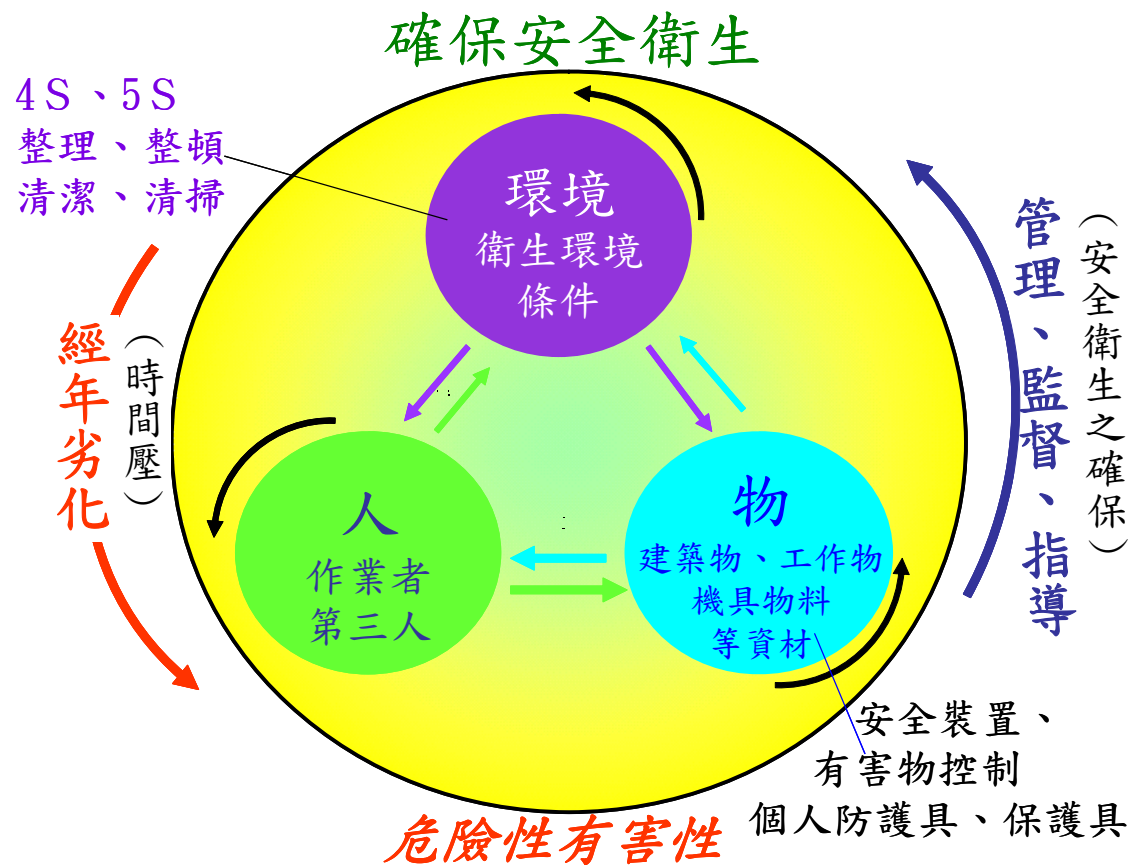 確保安全衛生
4S、5S
整理、整頓
清潔、清掃
環境
衛生環境
條件
經年劣化
（時間壓）
管理、監督、指導
（安全衛生之確保）
人
作業者
第三人
物
建築物、工作物
機具物料
等資材
安全裝置、
有害物控制
個人防護具、保護具
危險性有害性